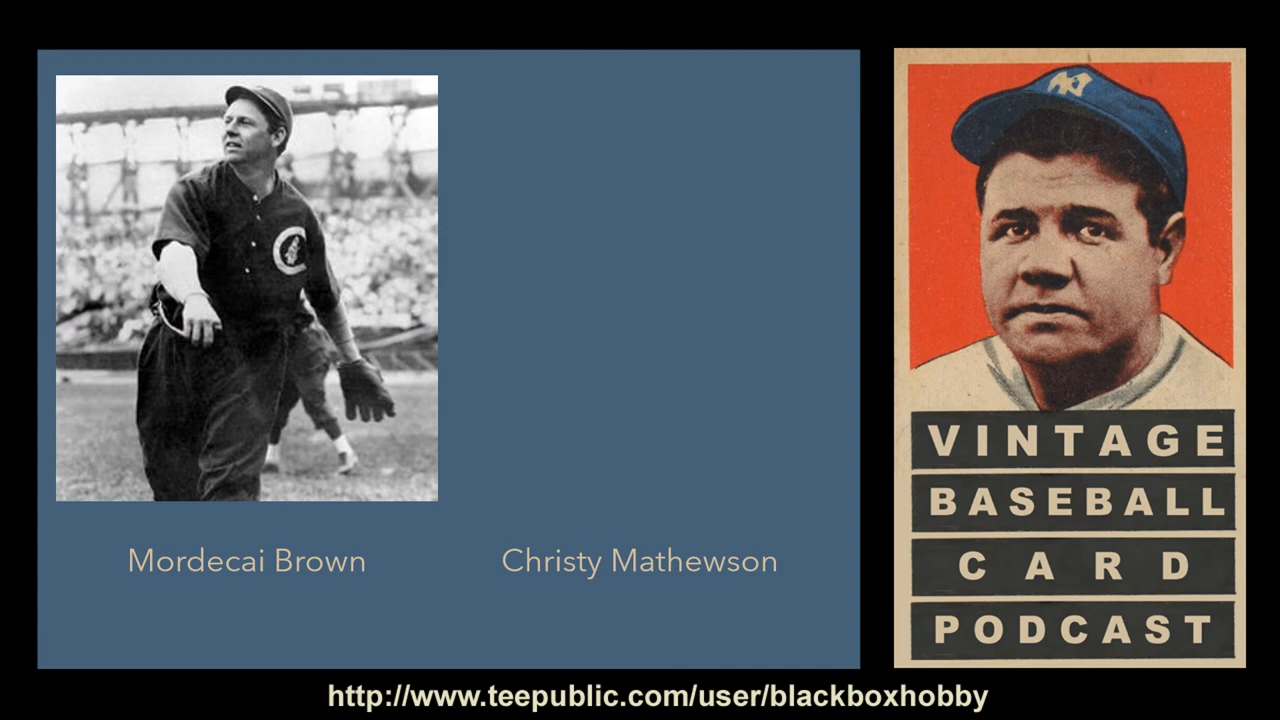 Mordecai Brown
Christy Mathewson
VINTAGE
BASEBALL
CARD
PODCAST
http://www.teepublic.com/user/blackboxhobby